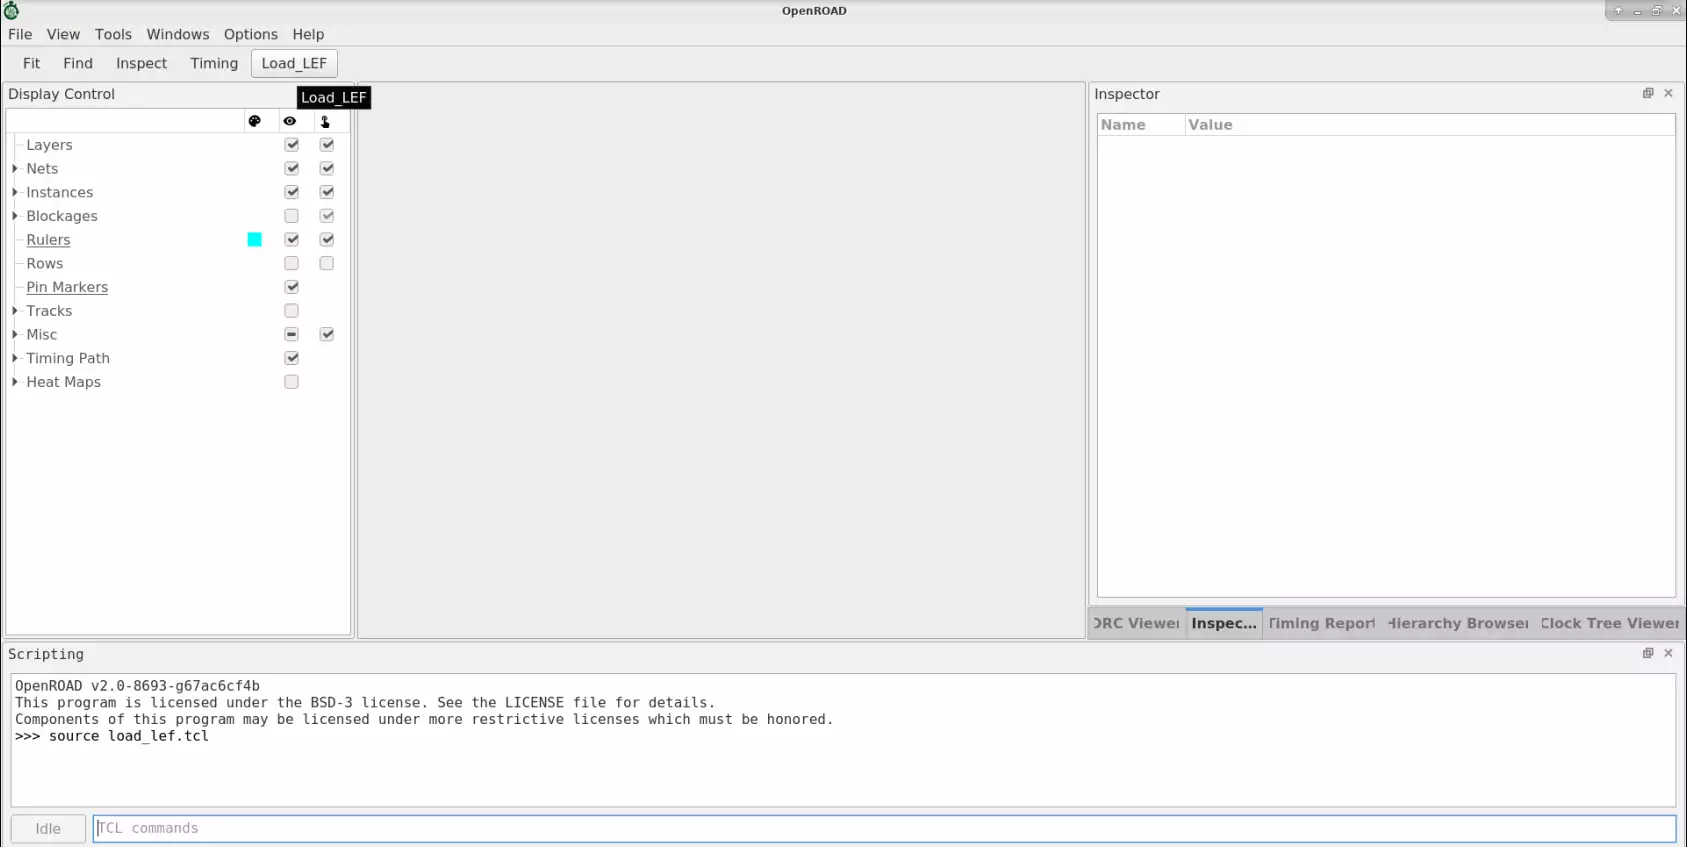 OpenROAD
File View Tools Windows Options Help
Fit Find Inspect Timing Load_LEF
Display Control
Load_LEF
Layers
Nets
Instances
Blockages
Rulers
Rows
Pin Markers
Tracks
Misc
Timing Path
Heat Maps
Inspector
Name Value
DRC Viewer Inspec... Timing Report Hierarchy Browser Clock Tree Viewer
Scripting
OpenROAD v2.0-8693-g67ac6cf4b
This program is licensed under the BSD-3 license. See the LICENSE file for details.
Components of this program may be licensed under more restrictive licenses which must be honored.
>>> source load_lef.tcl
Idle TCL commands